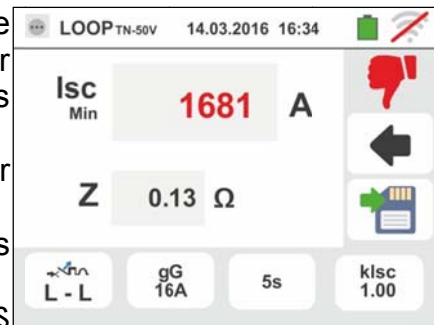 LOOP TN-50V 14.03.2016 16:34
Isc Min 1681 A
Z 0.13 Ω
L - L
gG 16A
5s
kIsc 1.00